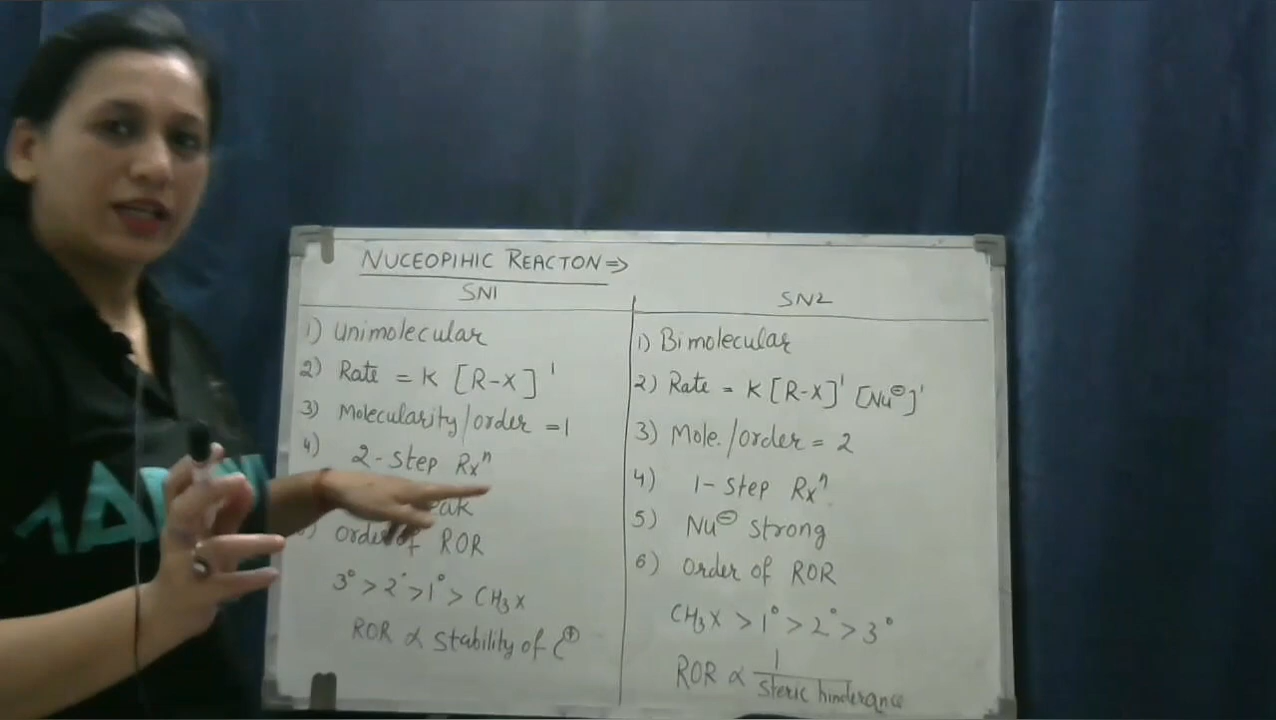 NUCEOPIHIC REACTON ⇒
SN1
1) Unimolecular
2) Rate = K [R-X]¹
3) Molecularity/order = 1
4) 2-Step Rxⁿ
Order of ROR
3° > 2° > 1° > CH₃X
ROR ∝ Stability of C⊕
SN2
1) Bimolecular
2) Rate = K [R-X]¹ [Nu⊖]¹
3) Mole./order = 2
4) 1-Step Rxⁿ.
5) Nu⊖ strong
6) Order of ROR
CH₃X > 1° > 2° > 3°
ROR ∝ 1/Steric hinderance